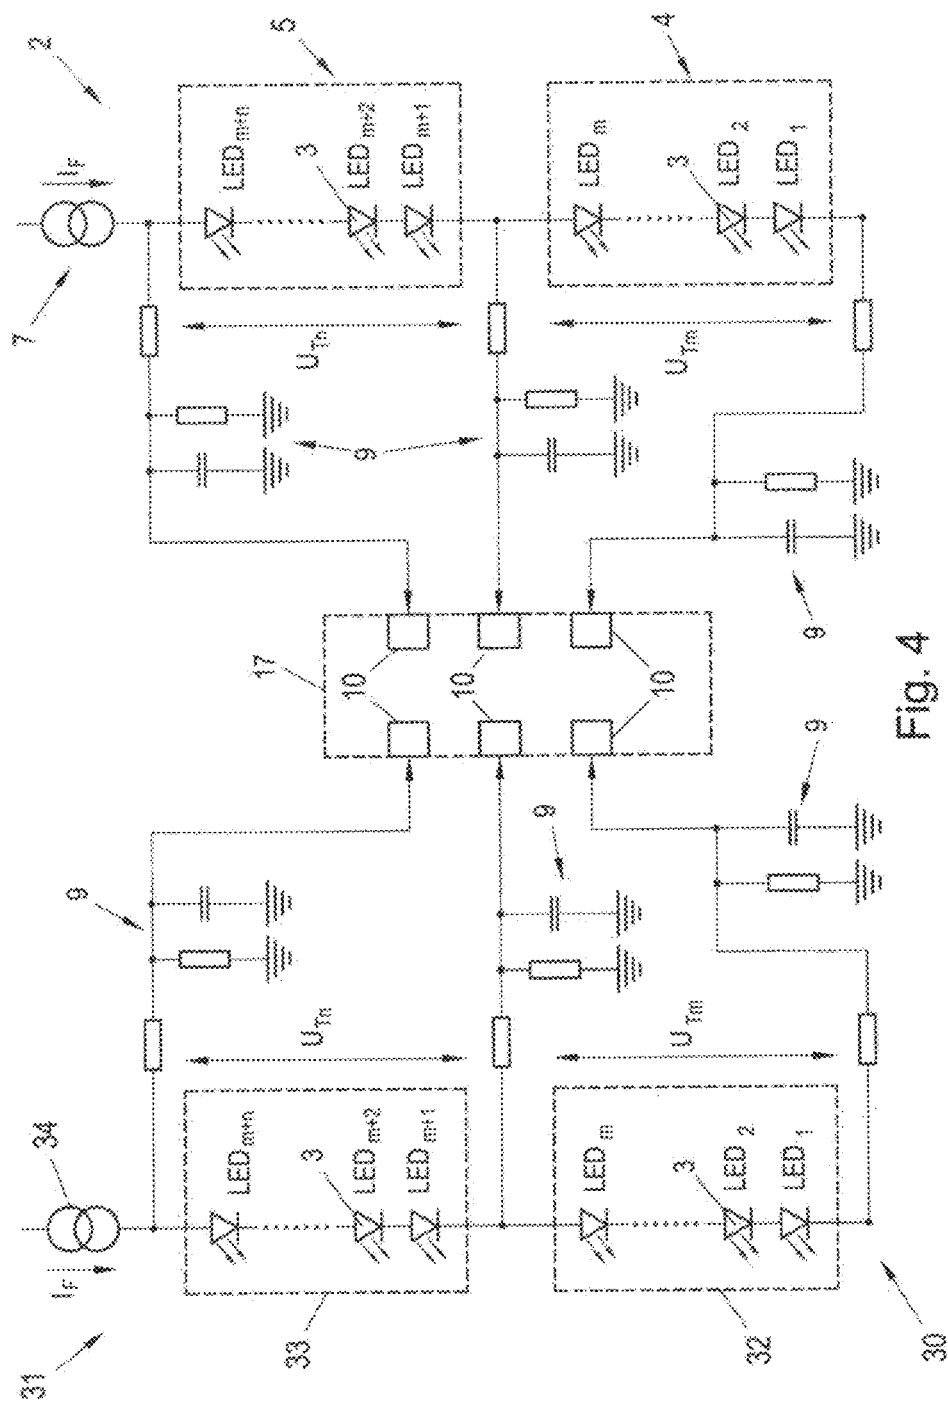 31
I_F
34
33
LED_m+n
3
LED_m+2
LED_m+1
U_Tn
9
32
LED_m
3
LED_2
LED_1
U_Tm
9
9
30
17
10
10
10
2
7
I_F
5
LED_m+n
3
LED_m+2
LED_m+1
U_Tn
9
4
LED_m
3
LED_2
LED_1
U_Tm
9
Fig. 4